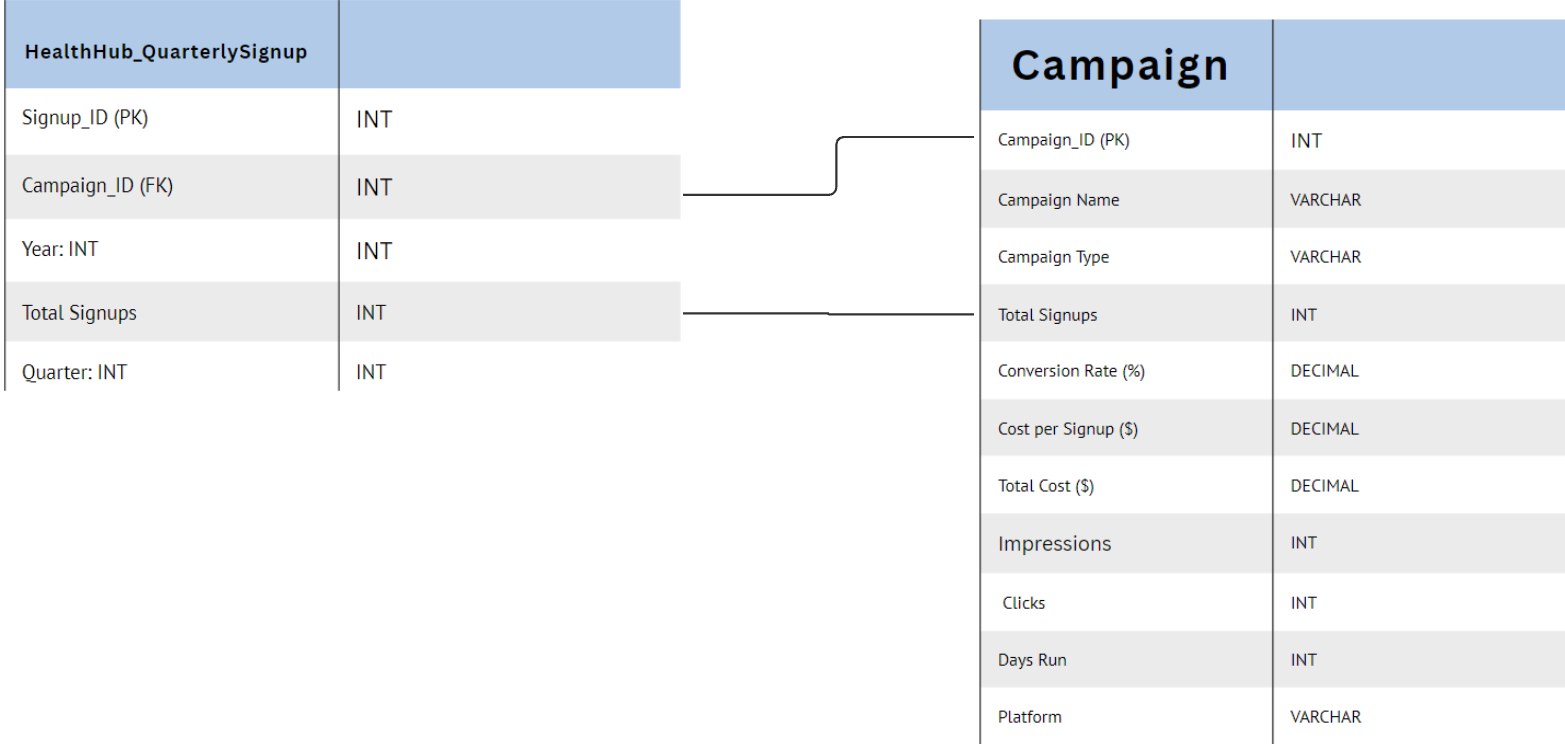 HealthHub_QuarterlySignup
Signup_ID (PK) INT
Campaign_ID (FK) INT
Year: INT INT
Total Signups INT
Quarter: INT INT
Campaign
Campaign_ID (PK) INT
Campaign Name VARCHAR
Campaign Type VARCHAR
Total Signups INT
Conversion Rate (%) DECIMAL
Cost per Signup ($) DECIMAL
Total Cost ($) DECIMAL
Impressions INT
Clicks INT
Days Run INT
Platform VARCHAR